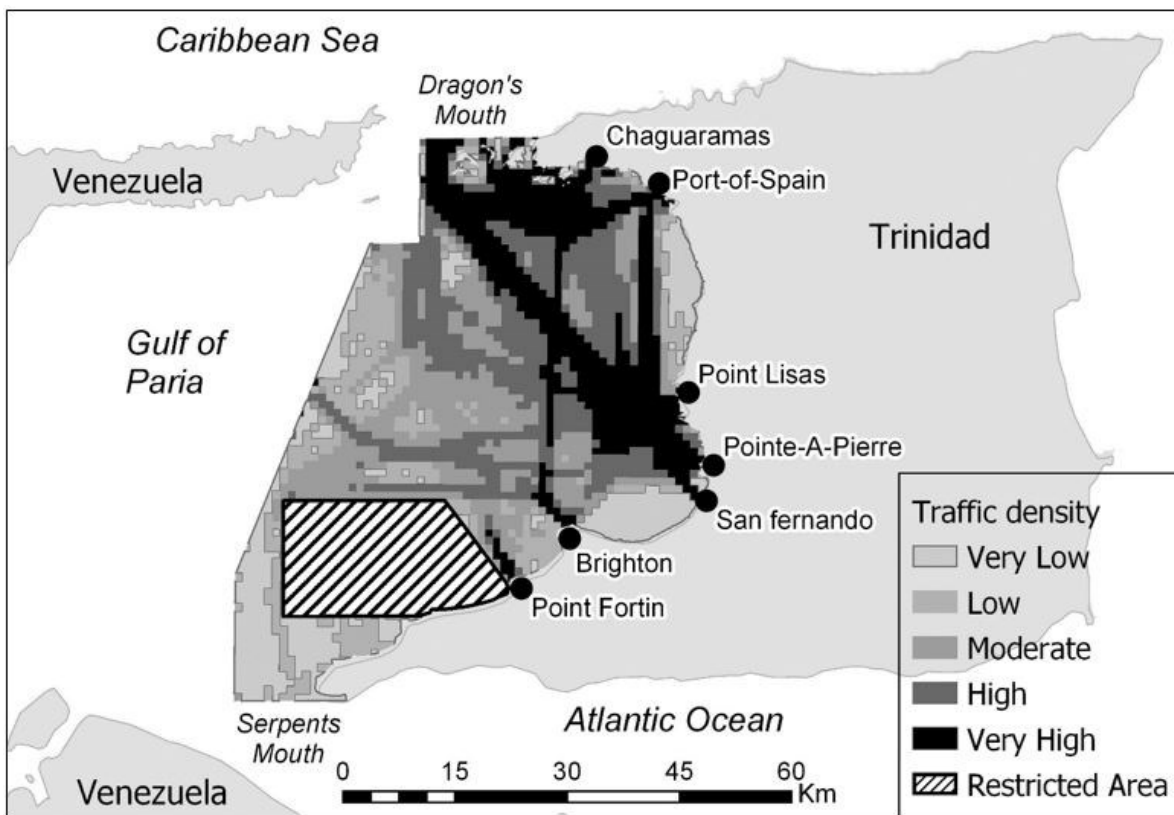 Caribbean Sea
Dragon's
Mouth
Chaguaramas
Venezuela
Port-of-Spain
Trinidad
Gulf of
Paria
Point Lisas
Pointe-A-Pierre
San fernando
Brighton
Point Fortin
Serpents
Mouth
Atlantic Ocean
Venezuela
0 15 30 45 60
Km
Traffic density
Very Low
Low
Moderate
High
Very High
Restricted Area